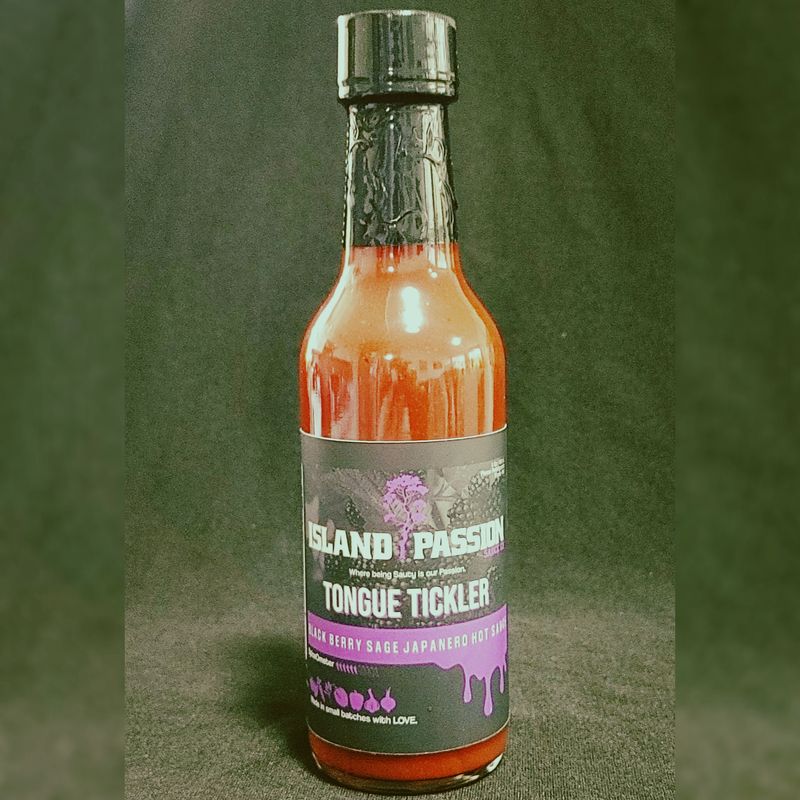 ISLAND PASSION
Where being Saucy is our Passion.
TONGUE TICKLER
BLACK BERRY SAGE JAPANERO HOT SAUCE
made in small batches with LOVE.